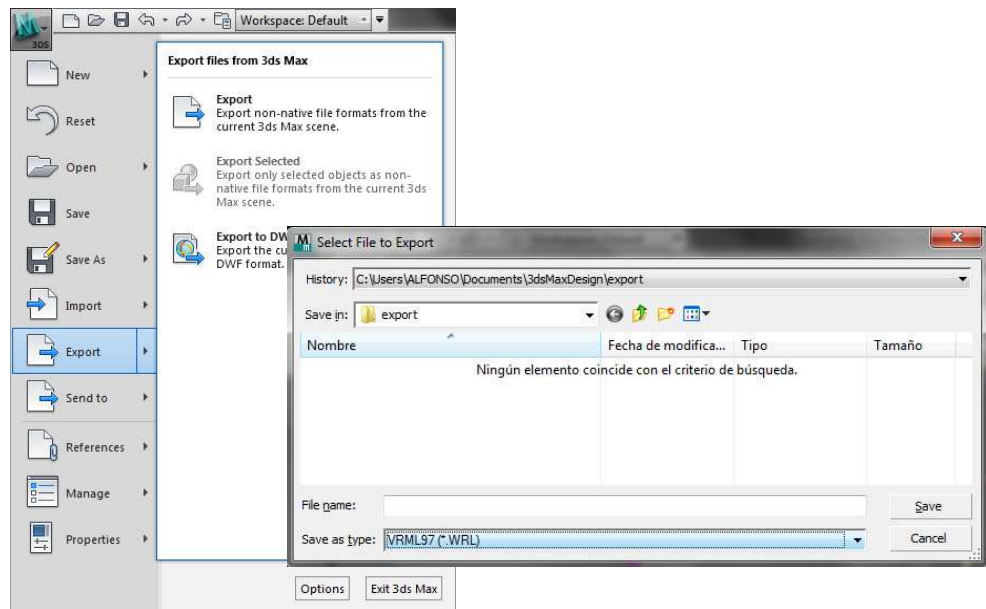 Workspace: Default
3DS
New
Reset
Open
Save
Save As
Import
Export
Send to
References
Manage
Properties
Export files from 3ds Max
Export
Export non-native file formats from the
current 3ds Max scene.
Export Selected
Export only selected objects as non-
native file formats from the current 3ds
Max scene.
Export to DW
Export the cu
DWF format.
Options
Exit 3ds Max
Select File to Export
History: C:\Users\ALFONSO\Documents\3dsMaxDesign\export
Save in: export
Nombre Fecha de modifica... Tipo Tamaño
Ningún elemento coincide con el criterio de búsqueda.
File name:
Save
Save as type: VRML97 (*.WRL)
Cancel